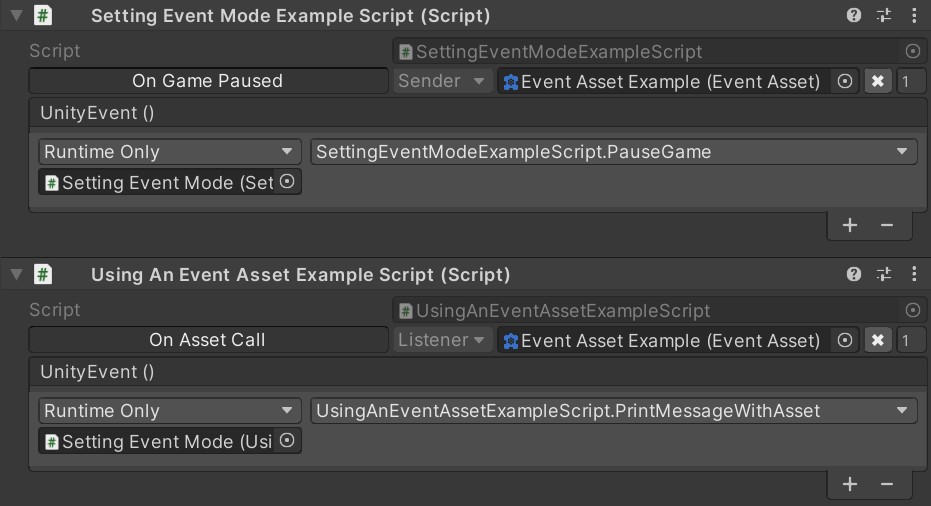 Setting Event Mode Example Script (Script)
Script SettingEventModeExampleScript
On Game Paused Sender Event Asset Example (Event Asset) 1
UnityEvent ()
Runtime Only SettingEventModeExampleScript.PauseGame
Setting Event Mode (Set
Using An Event Asset Example Script (Script)
Script UsingAnEventAssetExampleScript
On Asset Call Listener Event Asset Example (Event Asset) 1
UnityEvent ()
Runtime Only UsingAnEventAssetExampleScript.PrintMessageWithAsset
Setting Event Mode (Usi